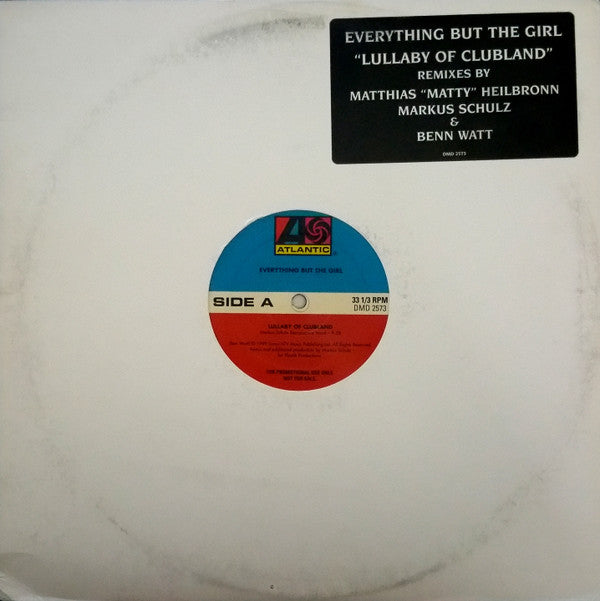 EVERYTHING BUT THE GIRL
"LULLABY OF CLUBLAND"
REMIXES BY
MATTHIAS "MATTY" HEILBRONN
MARKUS SCHULZ
&
BENN WATT
DMD 2573
ATLANTIC
EVERYTHING BUT THE GIRL
SIDE A
33 1/3 RPM
DMD 2573
LULLABY OF CLUBLAND
FOR PROMOTIONAL USE ONLY
NOT FOR SALE